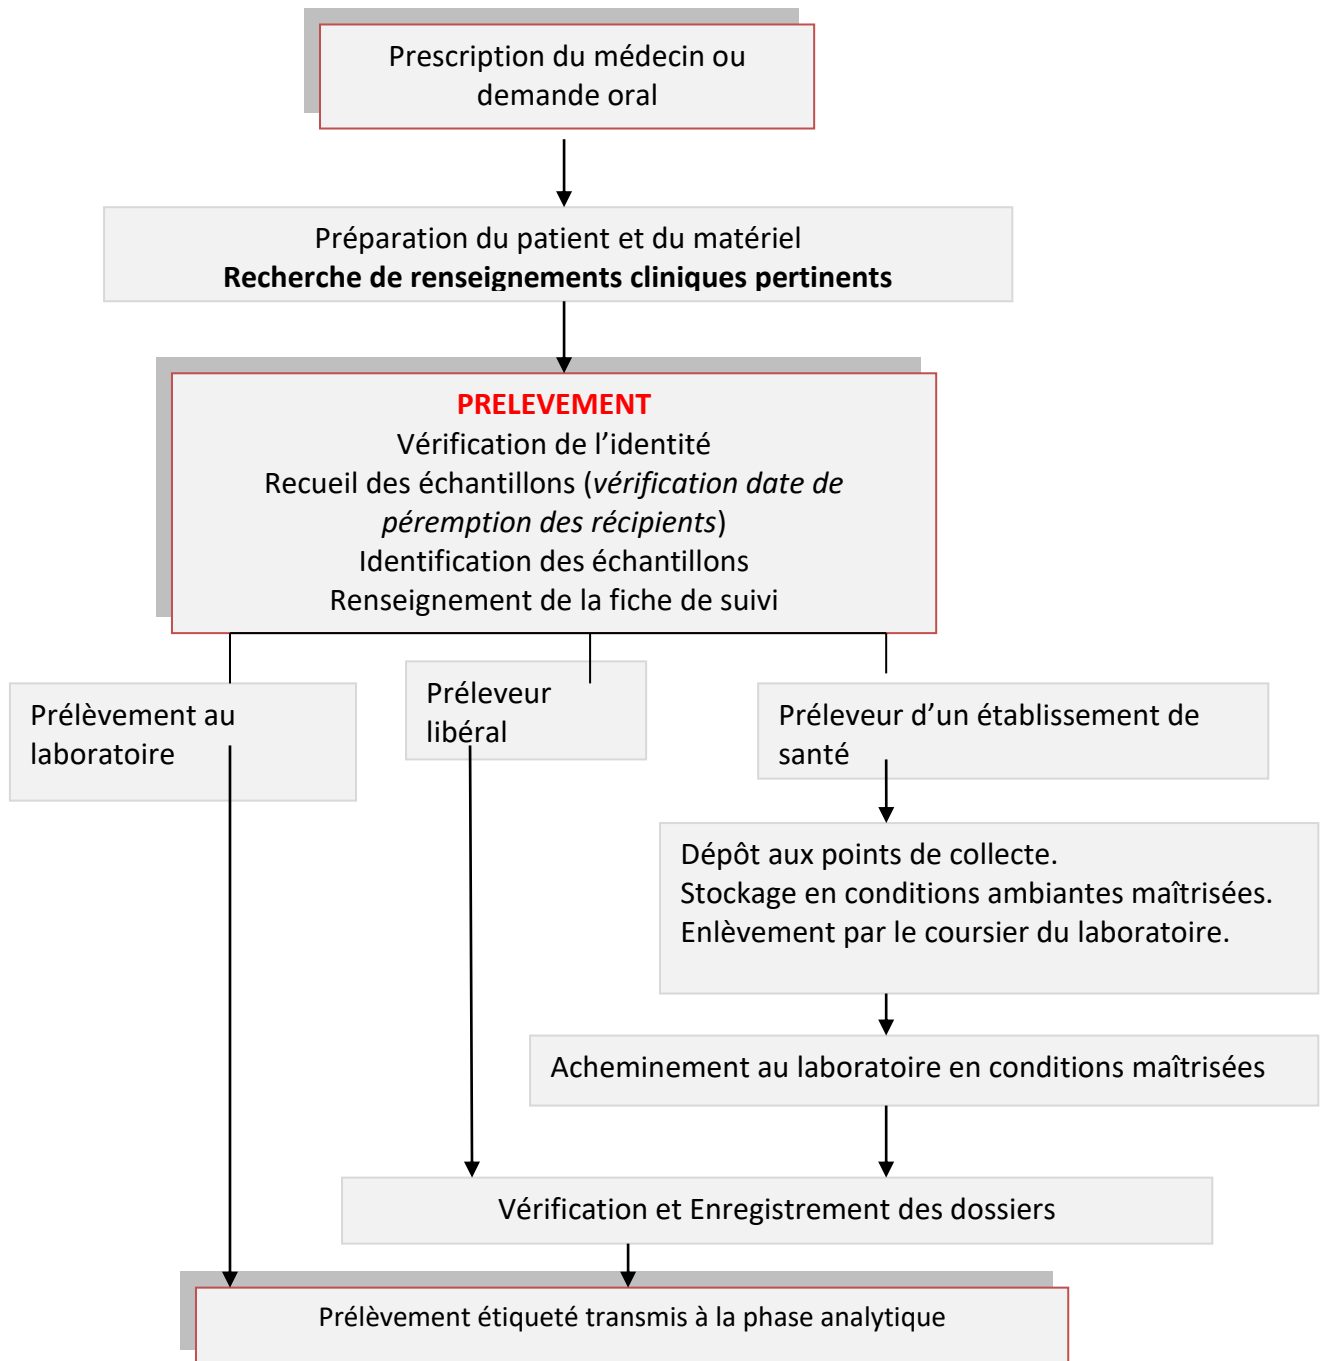 Prescription du médecin ou
demande oral
Préparation du patient et du matériel
Recherche de renseignements cliniques pertinents
PRELEVEMENT
Vérification de l’identité
Recueil des échantillons (vérification date de
péremption des récipients)
Identification des échantillons
Renseignement de la fiche de suivi
Prélèvement au
laboratoire
Préleveur
libéral
Préleveur d’un établissement de
santé
Dépôt aux points de collecte.
Stockage en conditions ambiantes maîtrisées.
Enlèvement par le coursier du laboratoire.
Acheminement au laboratoire en conditions maîtrisées
Vérification et Enregistrement des dossiers
Prélèvement étiqueté transmis à la phase analytique